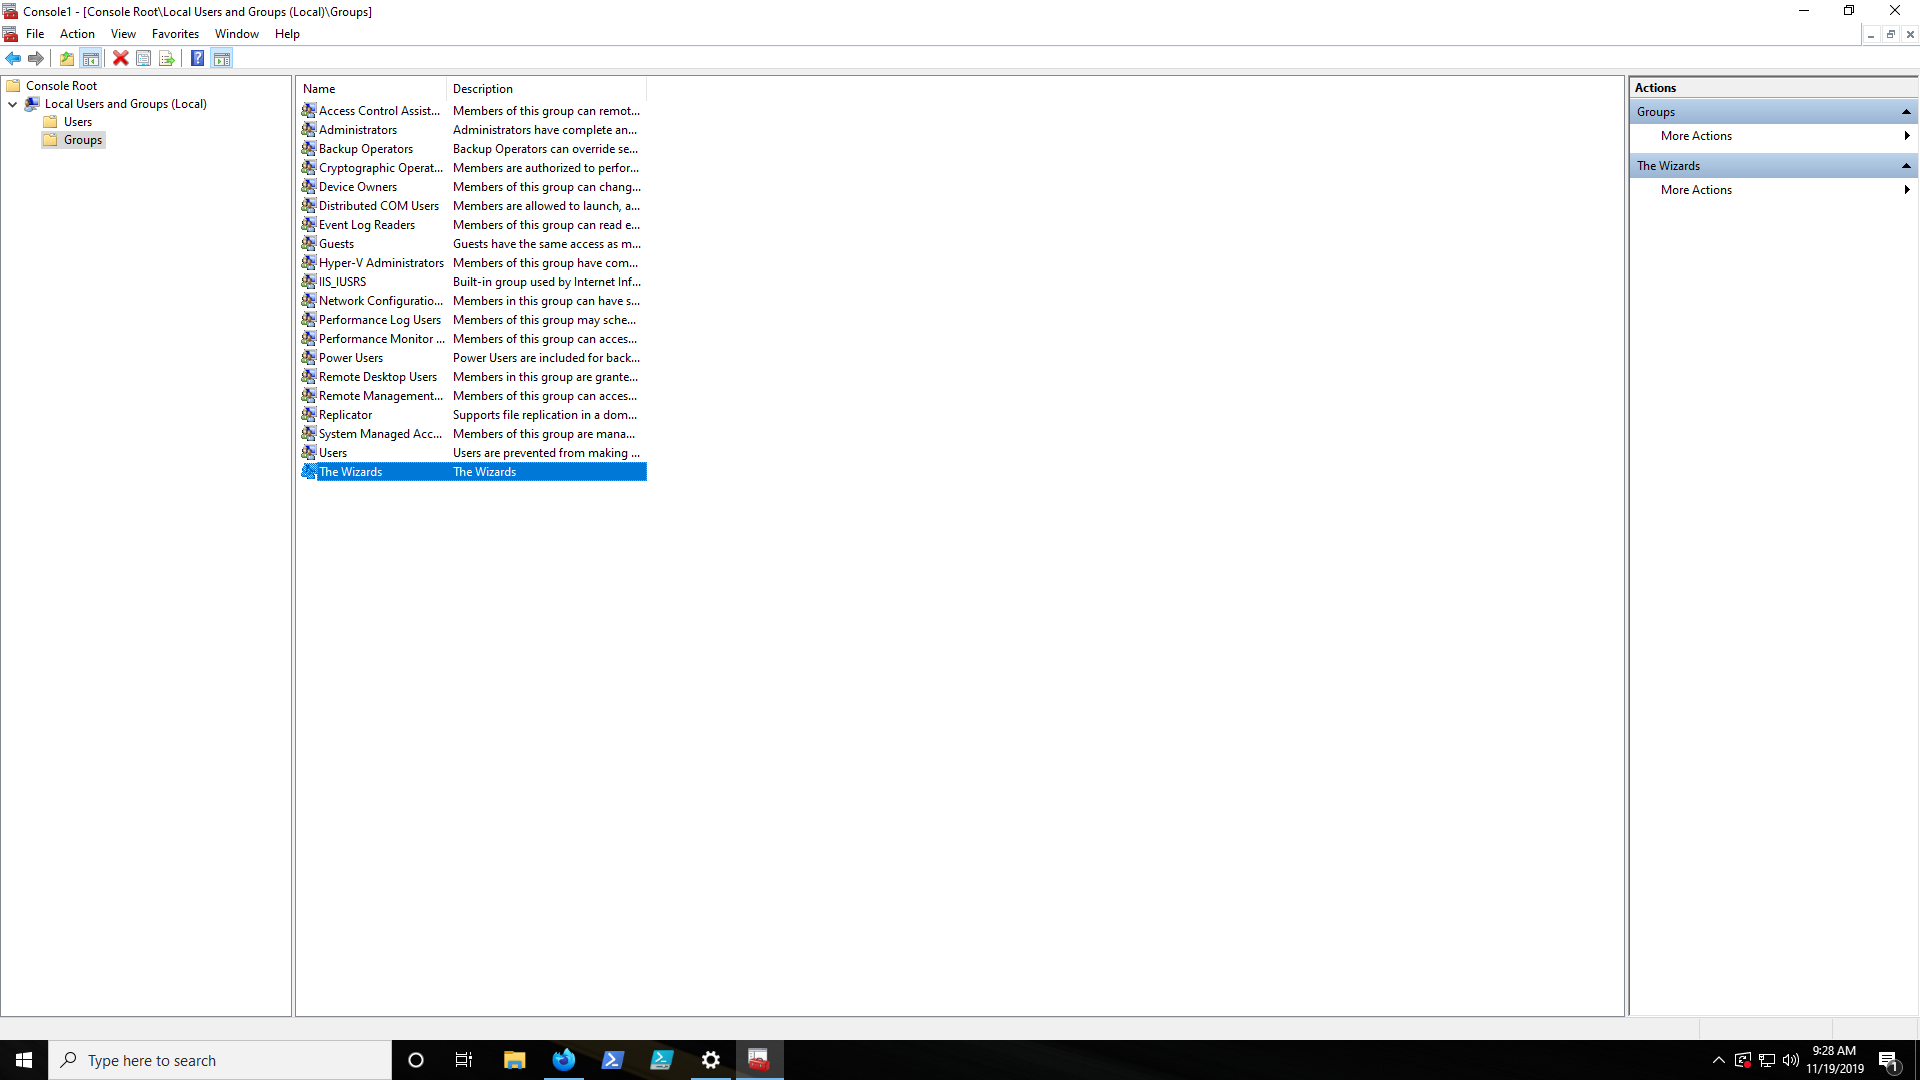 Console1 - [Console Root\Local Users and Groups (Local)\Groups]
File Action View Favorites Window Help
Console Root
Local Users and Groups (Local)
Users
Groups
Name Description
Access Control Assist... Members of this group can remot...
Administrators Administrators have complete an...
Backup Operators Backup Operators can override se...
Cryptographic Operat... Members are authorized to perfor...
Device Owners Members of this group can chang...
Distributed COM Users Members are allowed to launch, a...
Event Log Readers Members of this group can read e...
Guests Guests have the same access as m...
Hyper-V Administrators Members of this group have com...
IIS_IUSRS Built-in group used by Internet Inf...
Network Configuratio... Members in this group can have s...
Performance Log Users Members of this group may sche...
Performance Monitor ... Members of this group can acces...
Power Users Power Users are included for back...
Remote Desktop Users Members in this group are grante...
Remote Management... Members of this group can acces...
Replicator Supports file replication in a dom...
System Managed Acc... Members of this group are mana...
Users Users are prevented from making ...
The Wizards The Wizards
Actions
Groups
More Actions
The Wizards
More Actions
Type here to search
9:28 AM
11/19/2019
1